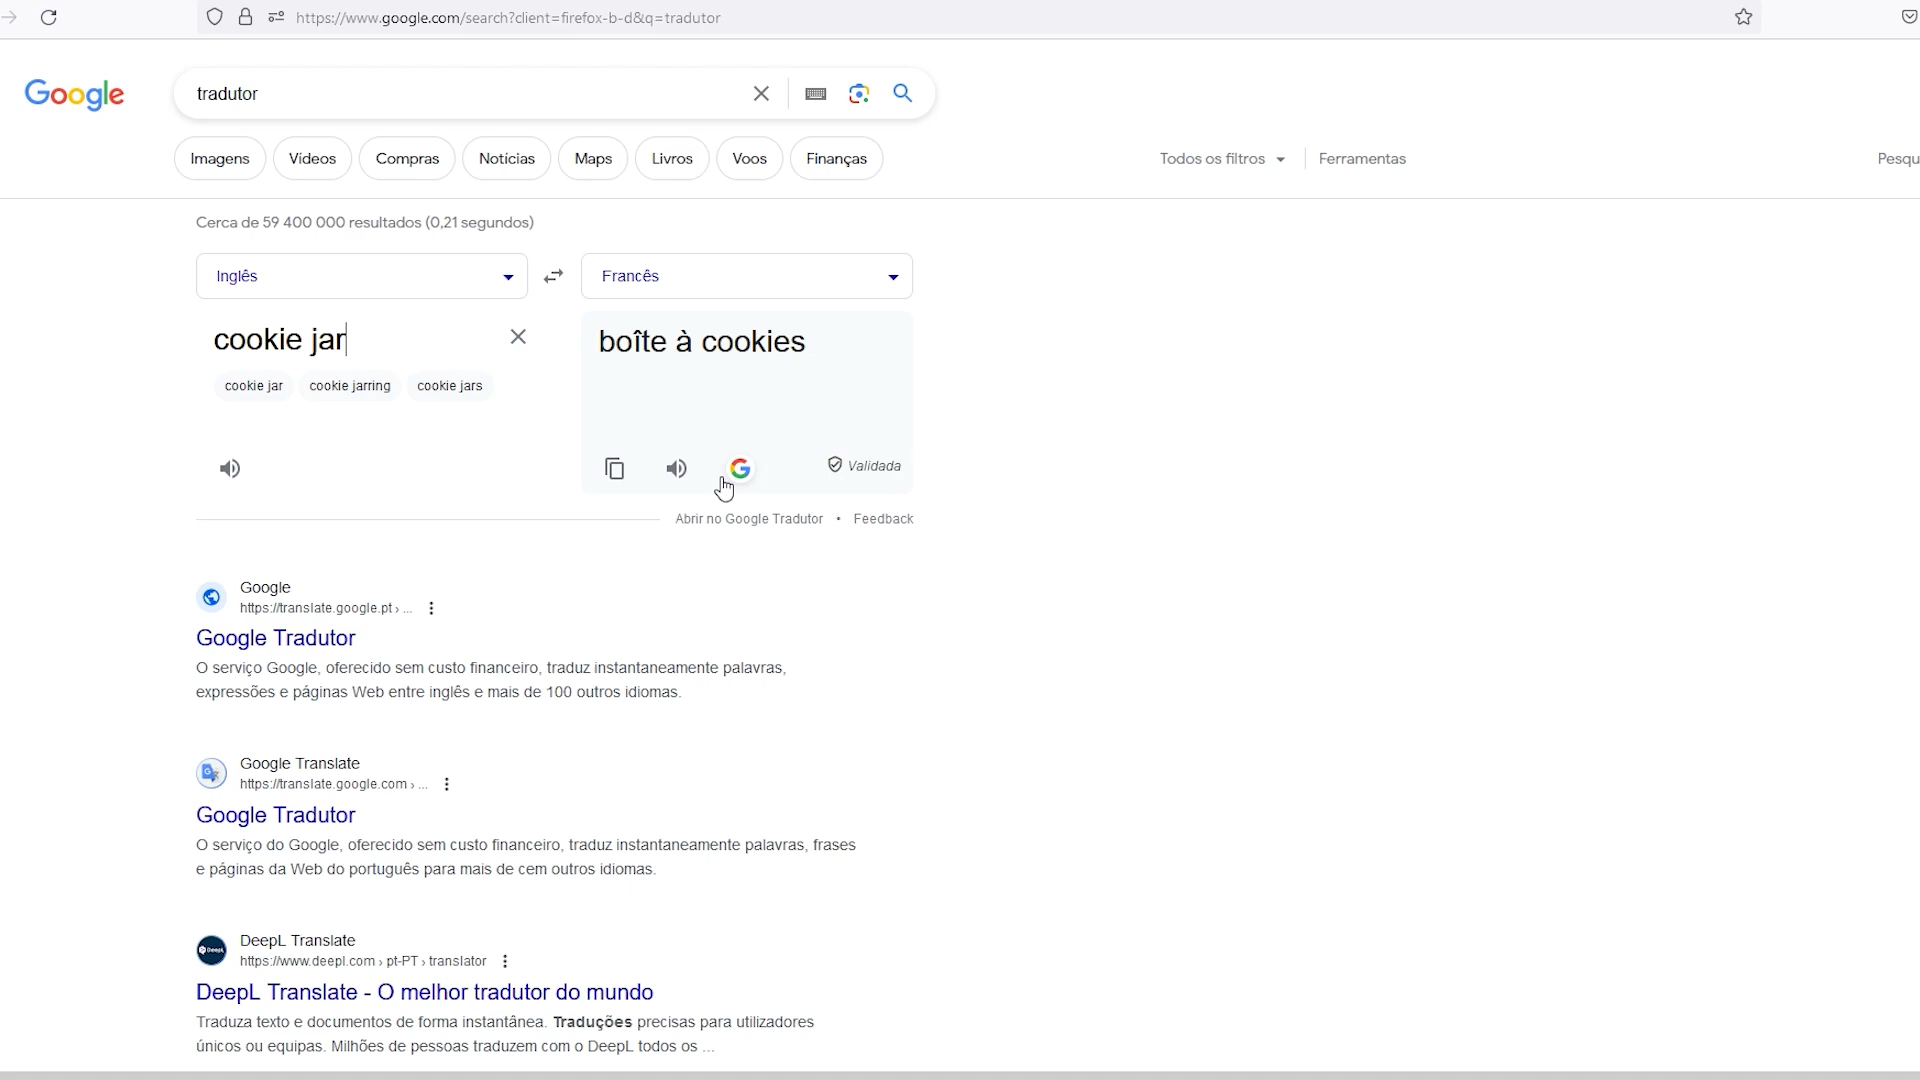 https://www.google.com/search?client=firefox-b-d&q=tradutor
Google
tradutor
Imagens
Vídeos
Compras
Notícias
Maps
Livros
Voos
Finanças
Todos os filtros
Ferramentas
Pesqu
Cerca de 59 400 000 resultados (0,21 segundos)
Inglês
Francês
cookie jar
boîte à cookies
cookie jar
cookie jarring
cookie jars
Validada
Abrir no Google Tradutor • Feedback
Google
https://translate.google.pt › ...
Google Tradutor
O serviço Google, oferecido sem custo financeiro, traduz instantaneamente palavras,
expressões e páginas Web entre inglês e mais de 100 outros idiomas.
Google Translate
https://translate.google.com › ...
Google Tradutor
O serviço do Google, oferecido sem custo financeiro, traduz instantaneamente palavras, frases
e páginas da Web do português para mais de cem outros idiomas.
DeepL
DeepL Translate
https://www.deepl.com › pt-PT › translator
DeepL Translate - O melhor tradutor do mundo
Traduza texto e documentos de forma instantânea. Traduções precisas para utilizadores
únicos ou equipas. Milhões de pessoas traduzem com o DeepL todos os ...